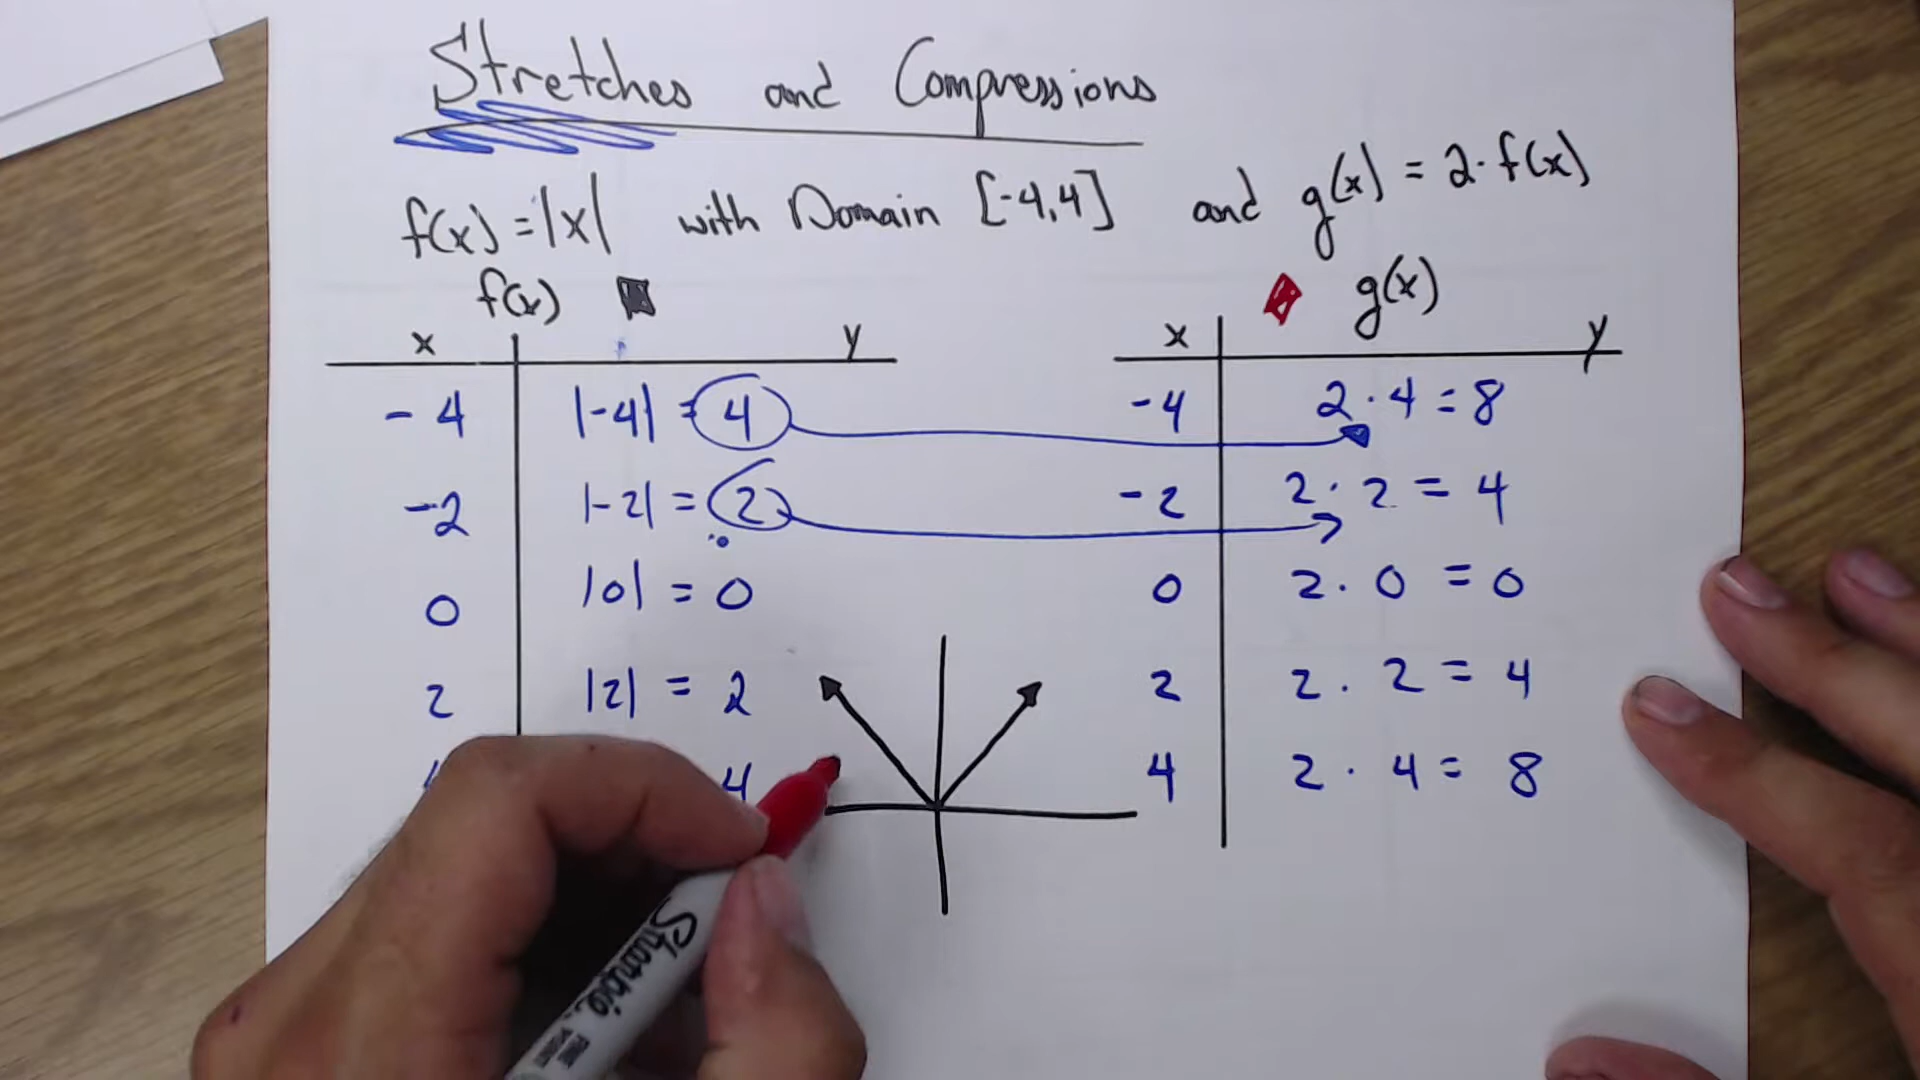 Stretches and Compressions
f(x) = |x| with Domain [-4,4] and g(x) = 2·f(x)
f(x)
x y
-4 |-4| = 4
-2 |-2| = 2
0 |0| = 0
2 |2| = 2
4
g(x)
x y
-4 2·4=8
-2 2·2=4
0 2·0=0
2 2·2=4
4 2·4=8
Sharpie